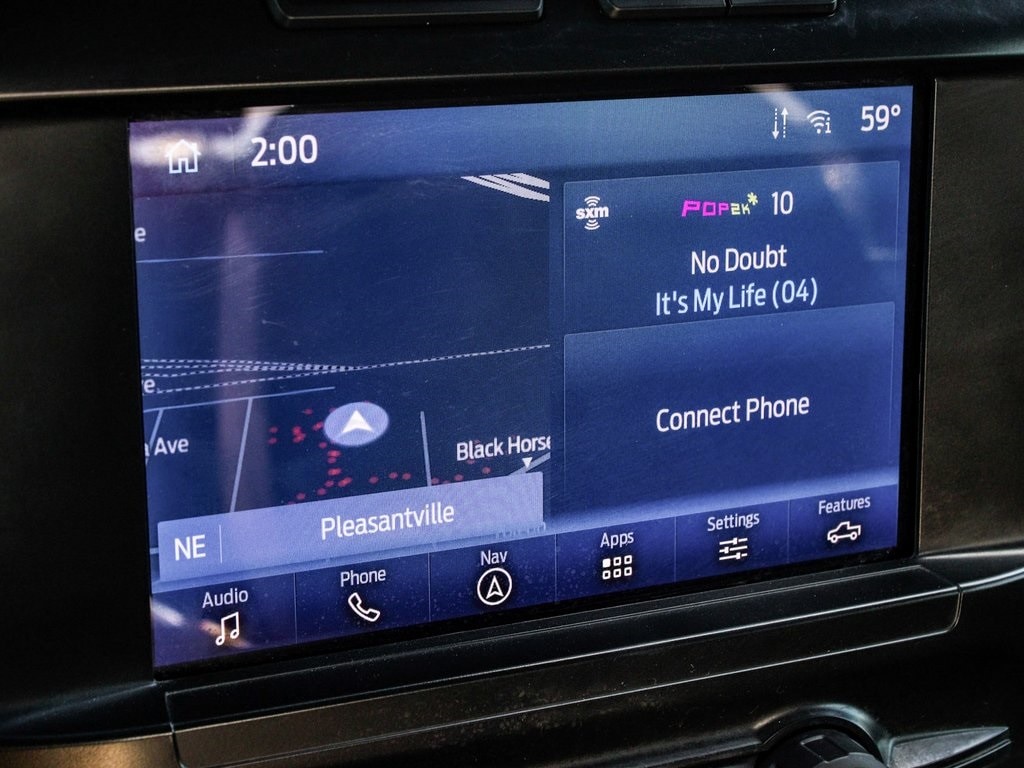 2:00
59°
e
sxm
POP2K* 10
No Doubt
It's My Life (04)
e
Connect Phone
Ave
Black Horse
NE
Pleasantville
Audio
Phone
Nav
Apps
Settings
Features